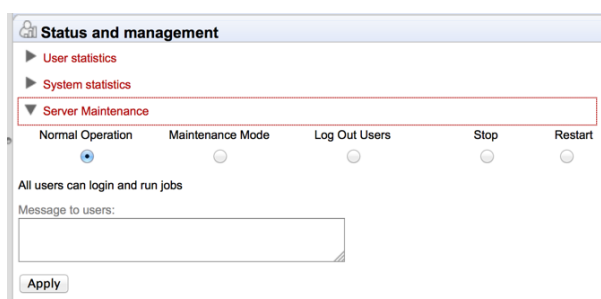 Status and management
User statistics
System statistics
Server Maintenance
Normal Operation Maintenance Mode Log Out Users Stop Restart
All users can login and run jobs
Message to users:
Apply